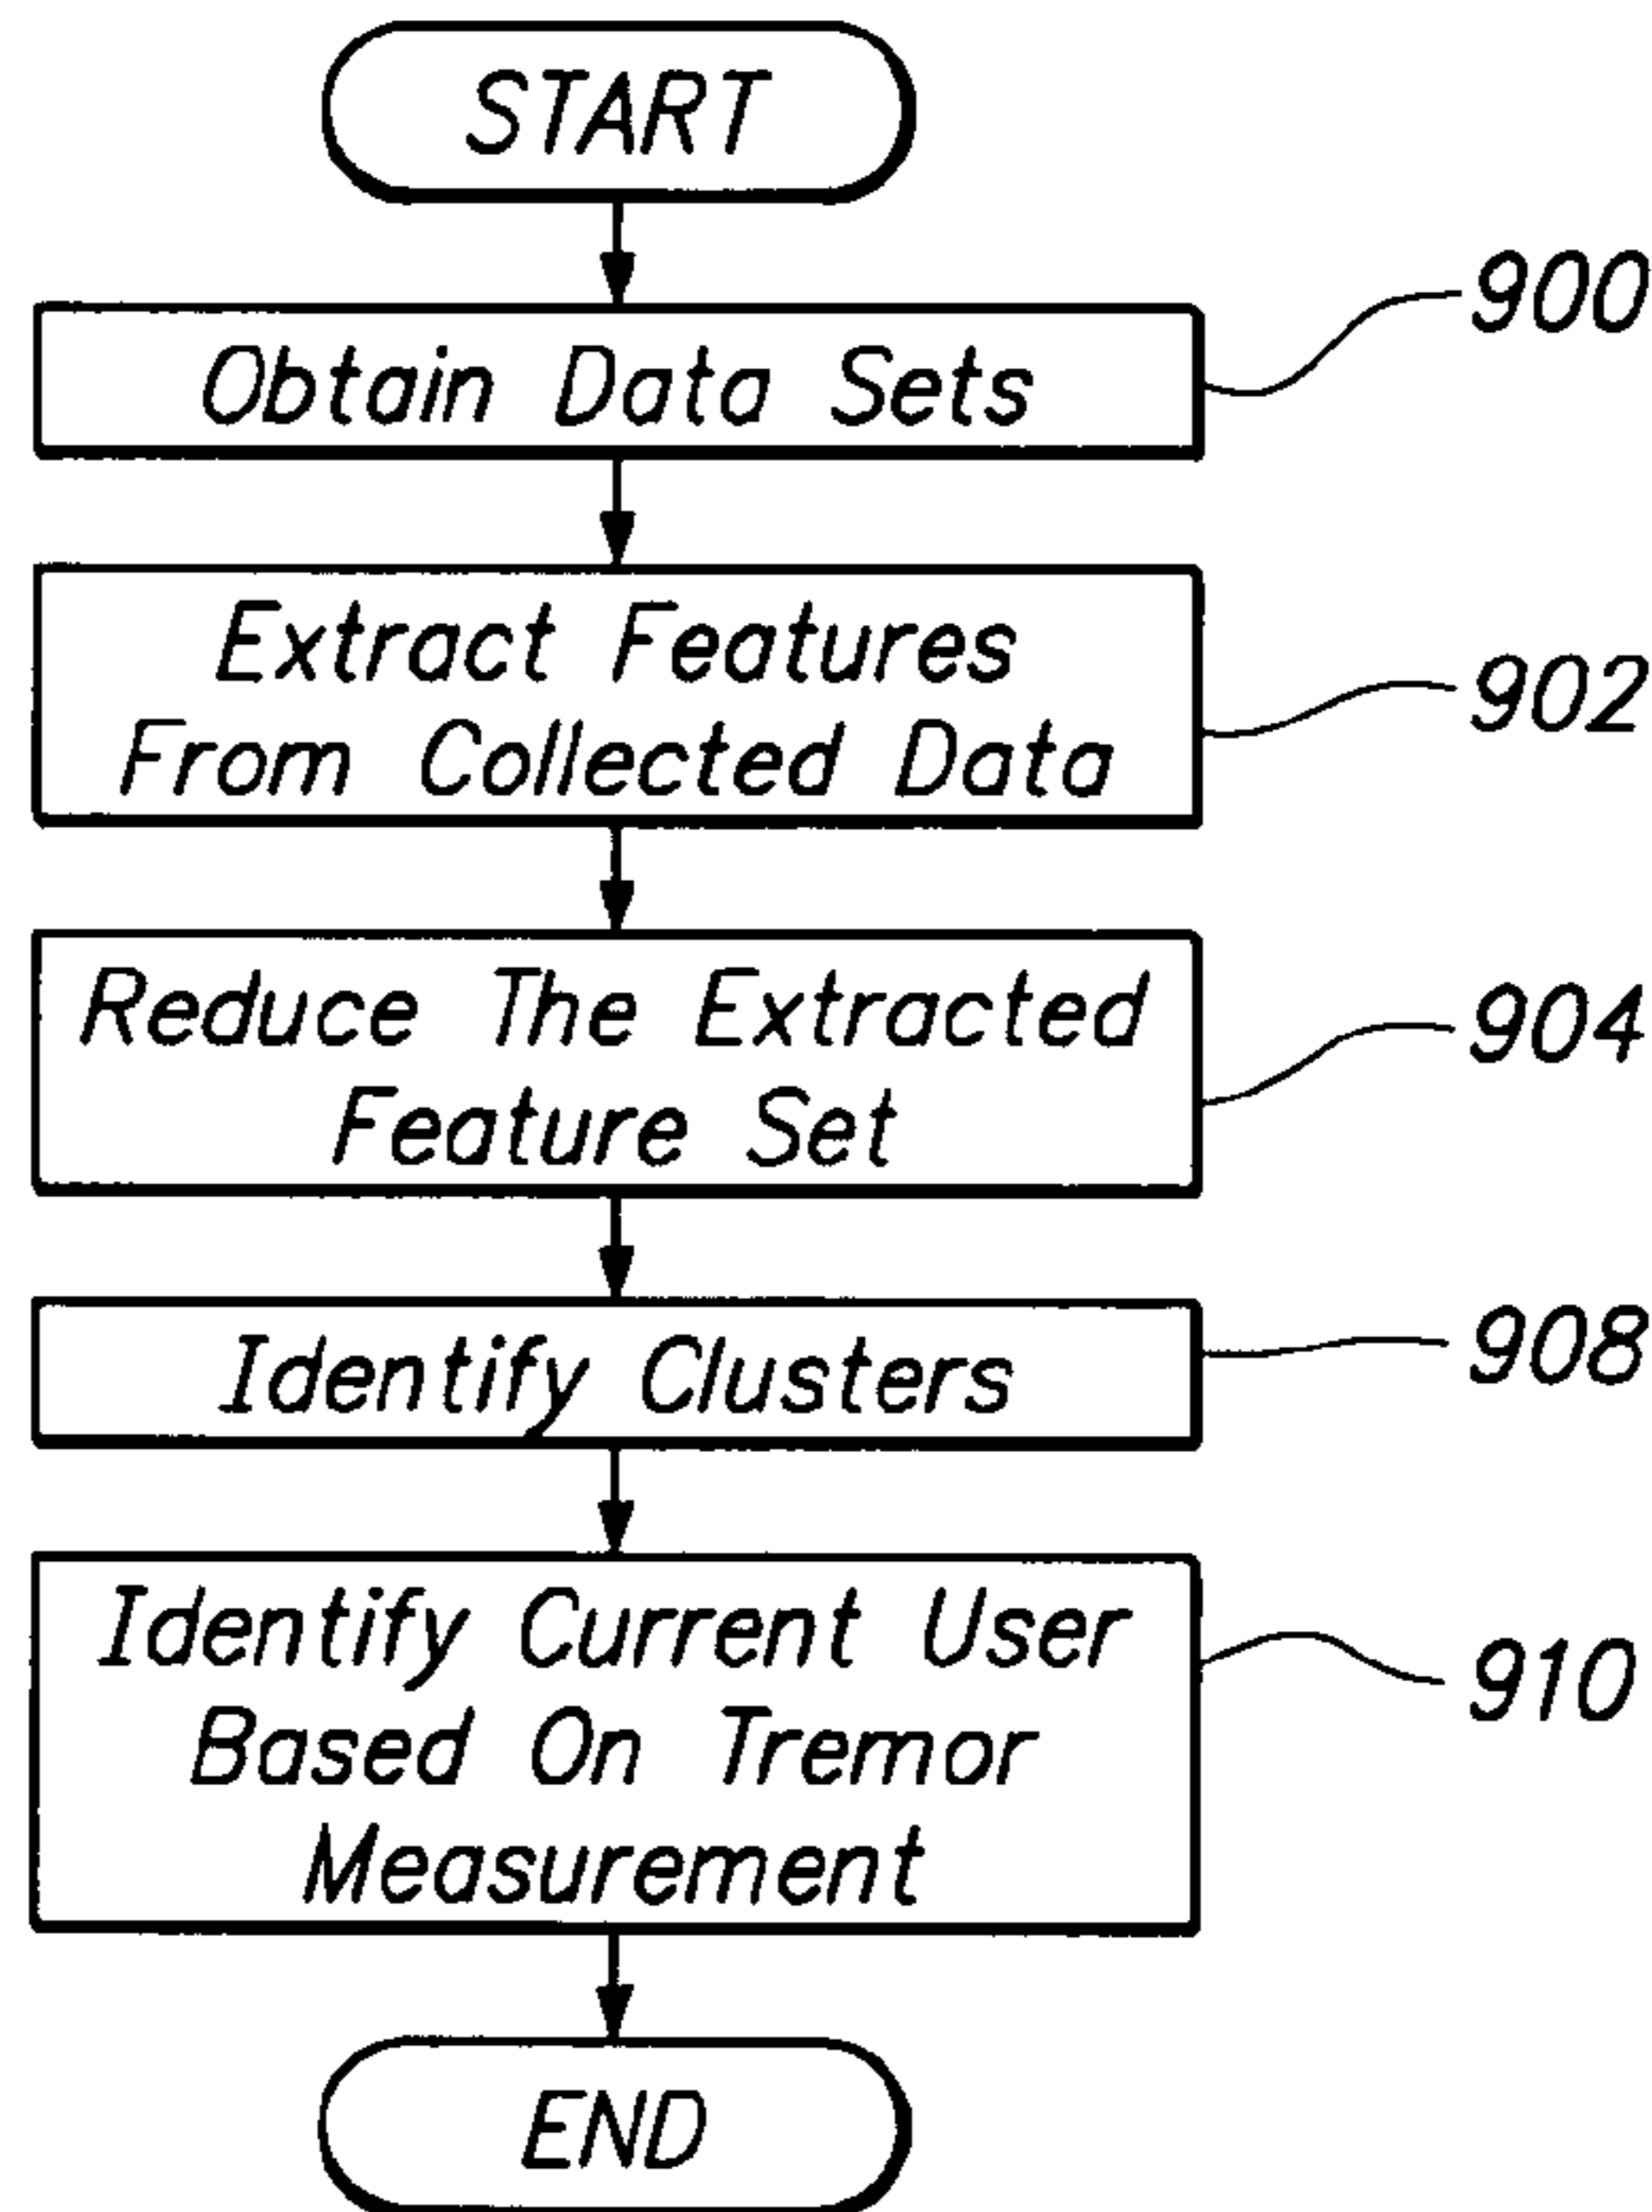 START
Obtain Data Sets
900
Extract Features
From Collected Data
902
Reduce The Extracted
Feature Set
904
Identify Clusters
908
Identify Current User
Based On Tremor
Measurement
910
END